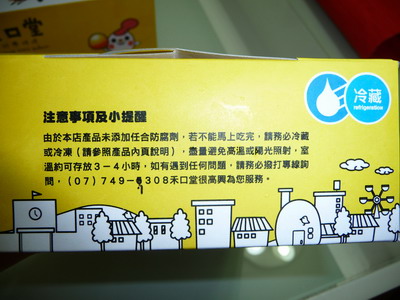 口堂
冷藏
refrigeration
注意事項及小提醒
由於本店產品未添加任合防腐劑，若不能馬上吃完，請務必冷藏
或冷凍（請參照產品內頁說明），盡量避免高溫或陽光照射，室
溫約可存放3－4小時，如有遇到任何問題，請務必撥打專線詢
問，（07）749－6308禾口堂很高興為您服務。